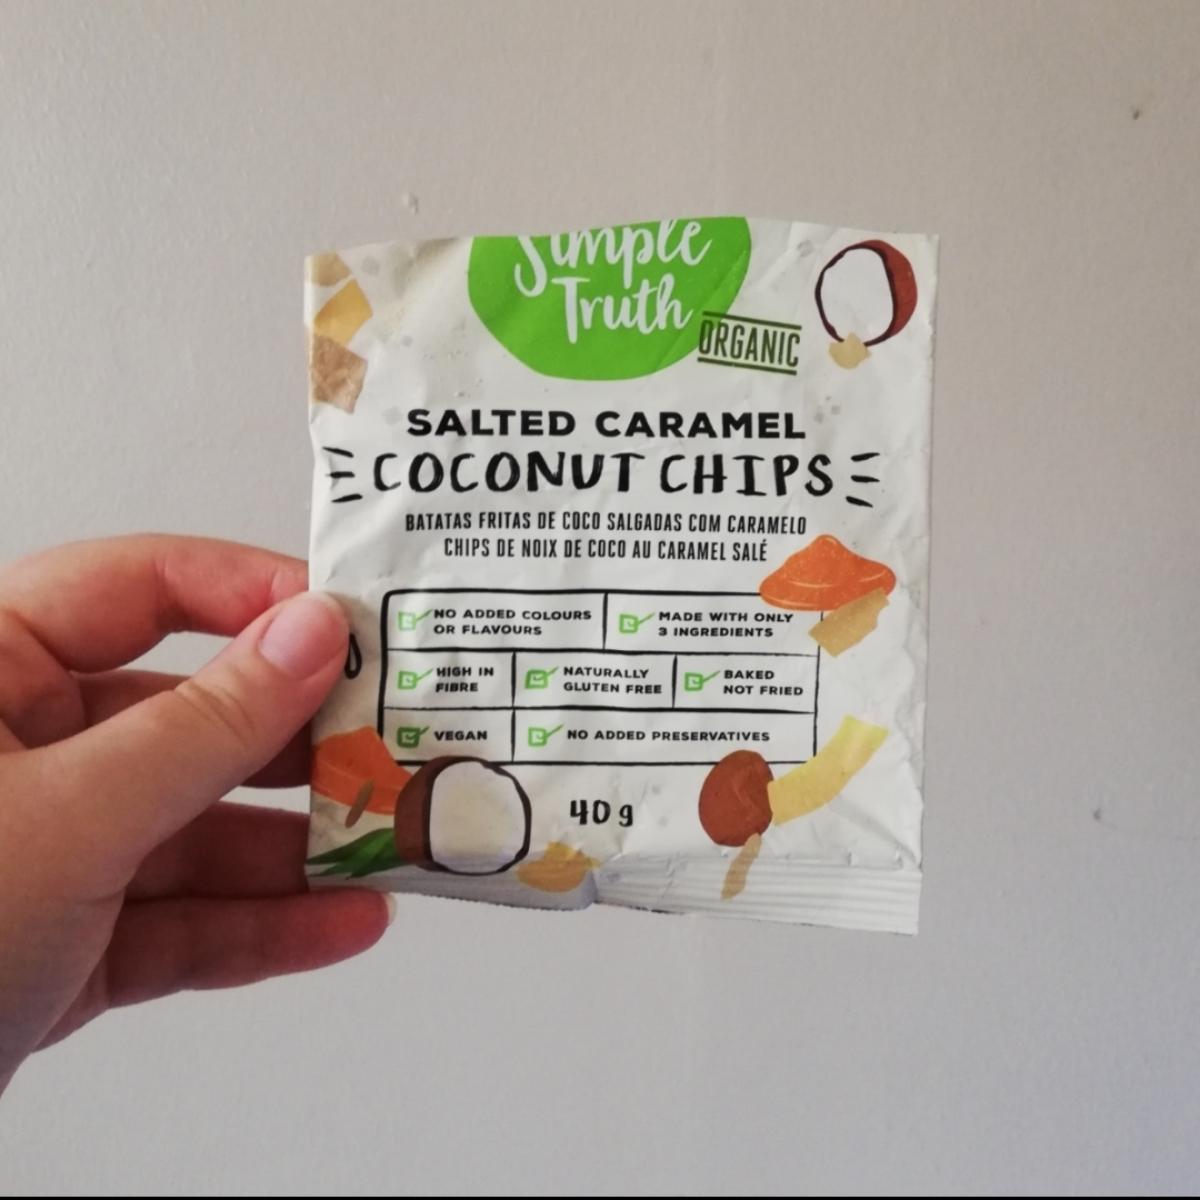 Simple
Truth
ORGANIC
SALTED CARAMEL
COCONUT CHIPS
BATATAS FRITAS DE COCO SALGADAS COM CARAMELO
CHIPS DE NOIX DE COCO AU CARAMEL SALÉ
NO ADDED COLOURS
OR FLAVOURS
MADE WITH ONLY
3 INGREDIENTS
HIGH IN
FIBRE
NATURALLY
GLUTEN FREE
BAKED
NOT FRIED
VEGAN
NO ADDED PRESERVATIVES
40 g